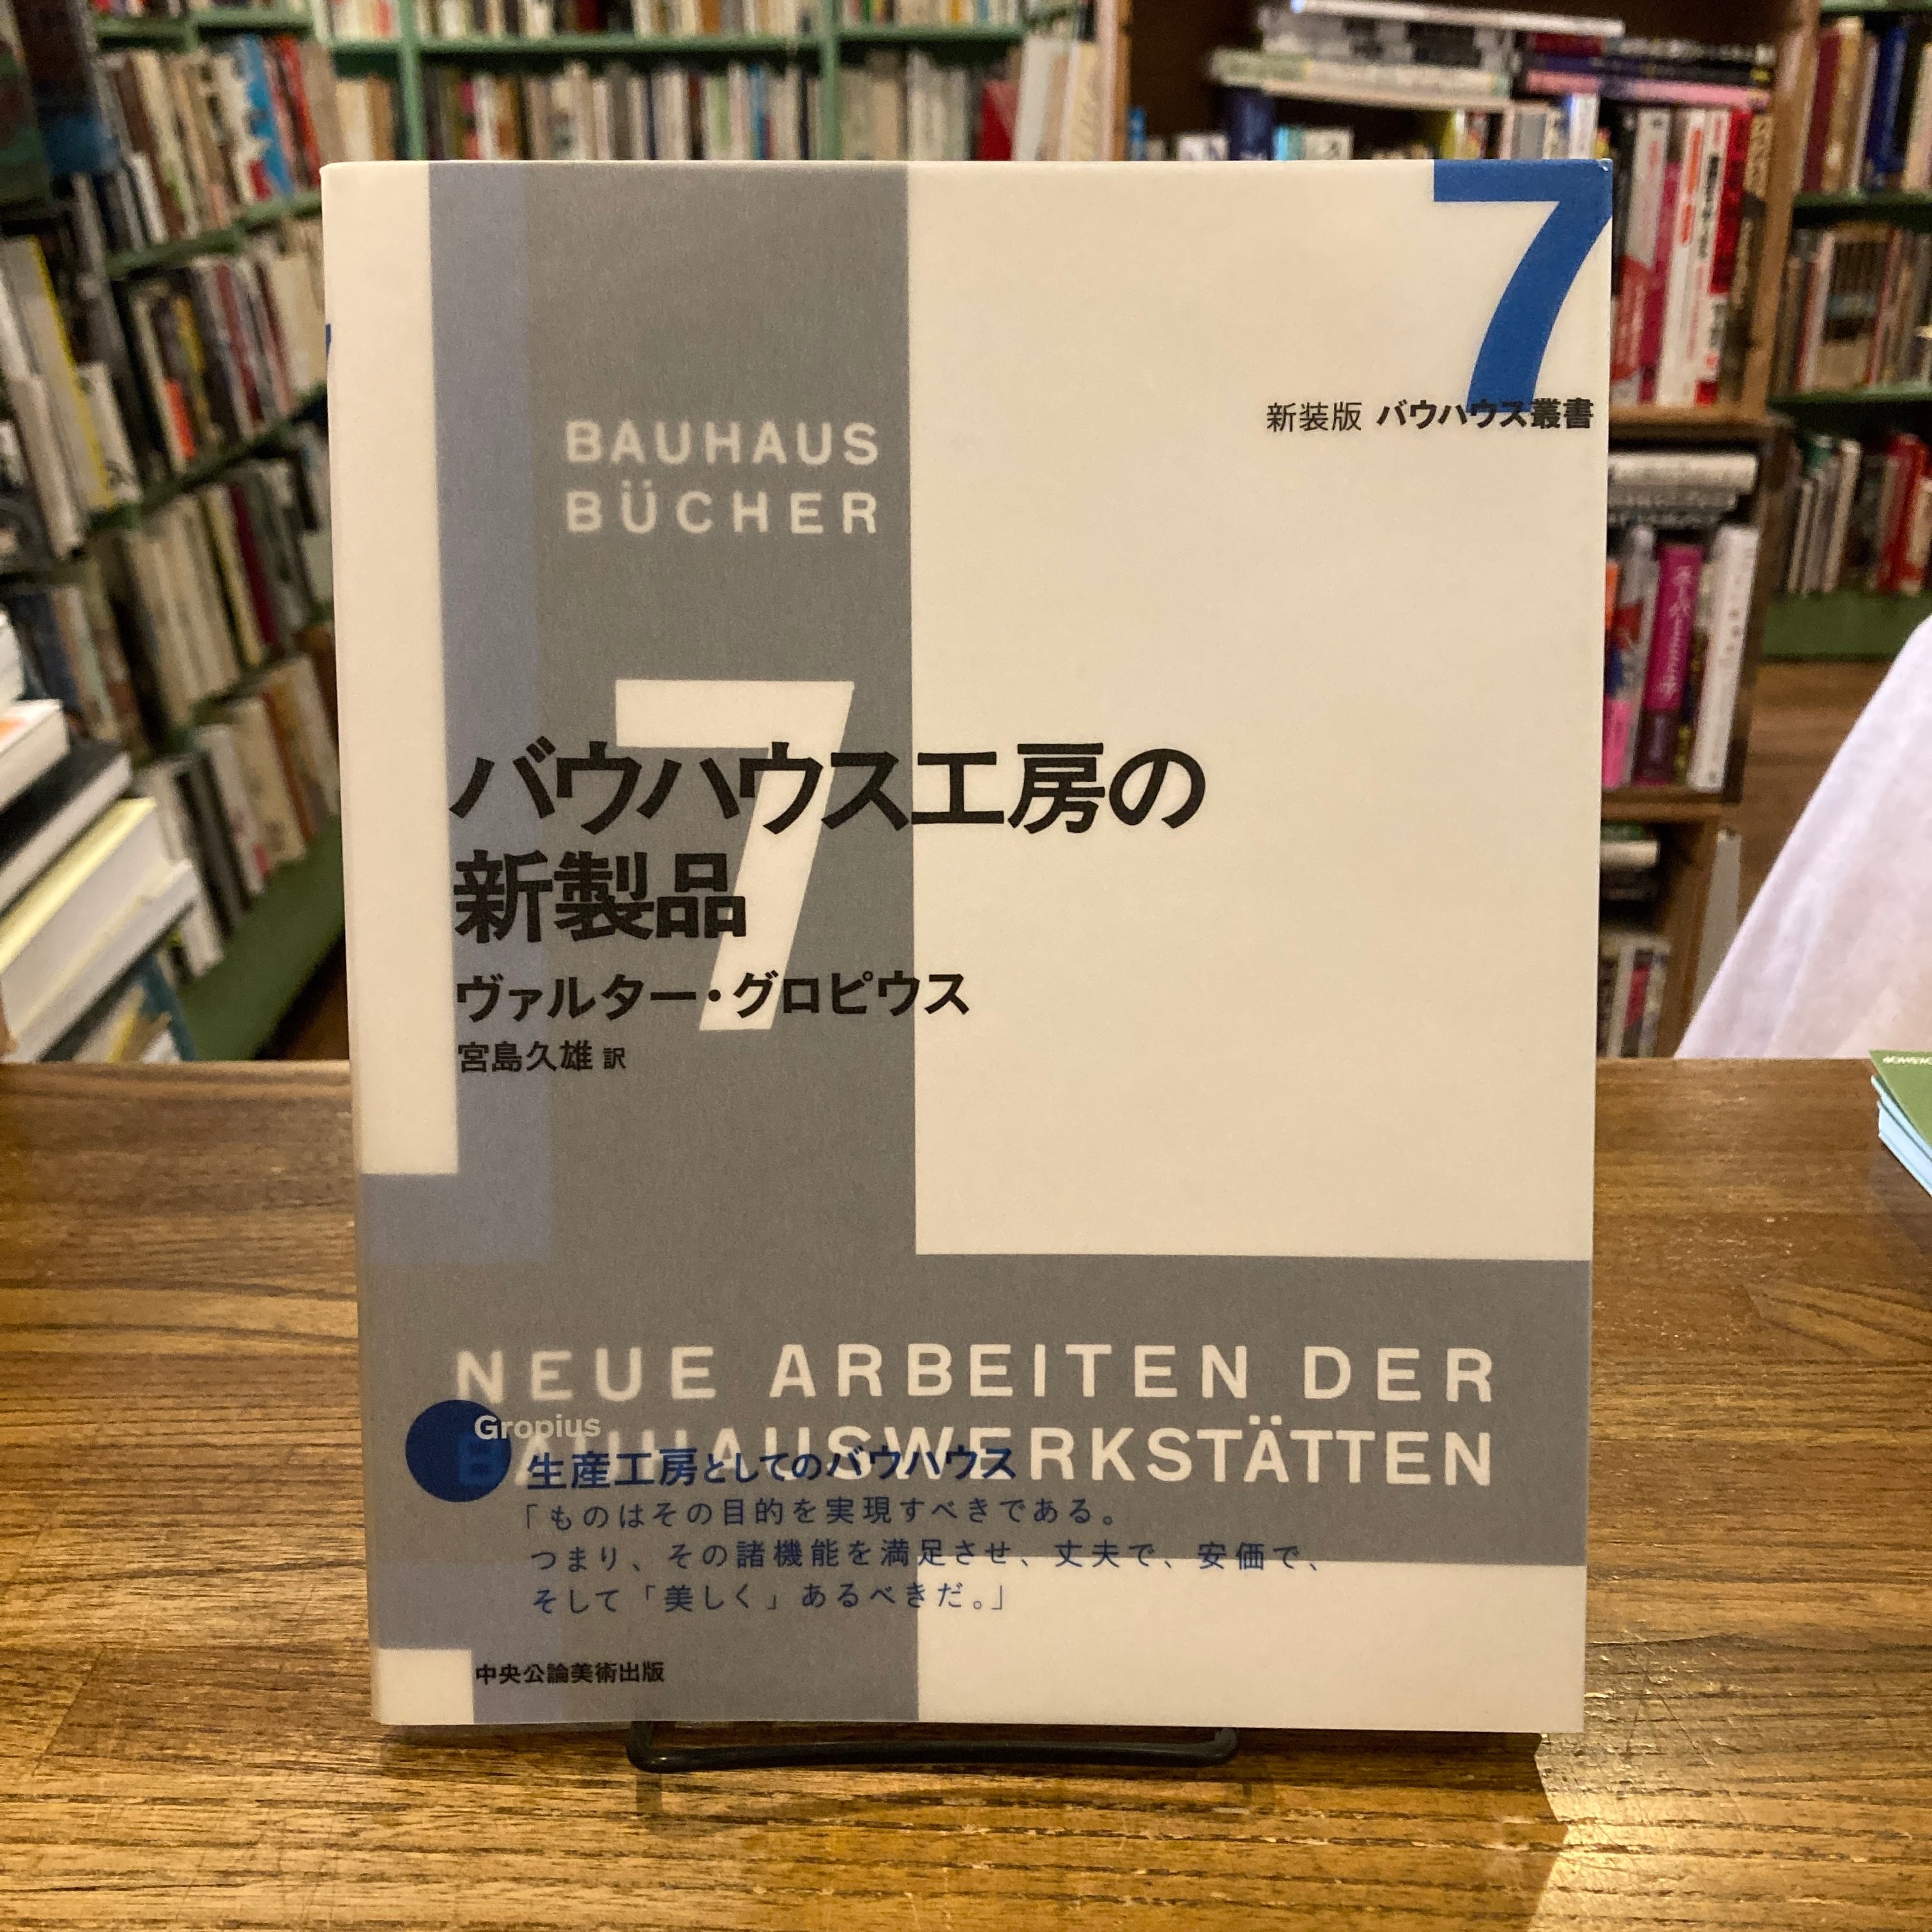 7
新装版 バウハウス叢書
BAUHAUS
BÜCHER
7
バウハウス工房の
新製品
ヴァルター・グロピウス
宮島久雄 訳
NEUE ARBEITEN DER
BAUHAUSWERKSTÄTTEN
Gropius
生産工房としてのバウハウス
「ものはその目的を実現すべきである。
つまり、その諸機能を満足させ、丈夫で、安価で、
そして「美しく」あるべきだ。」
中央公論美術出版